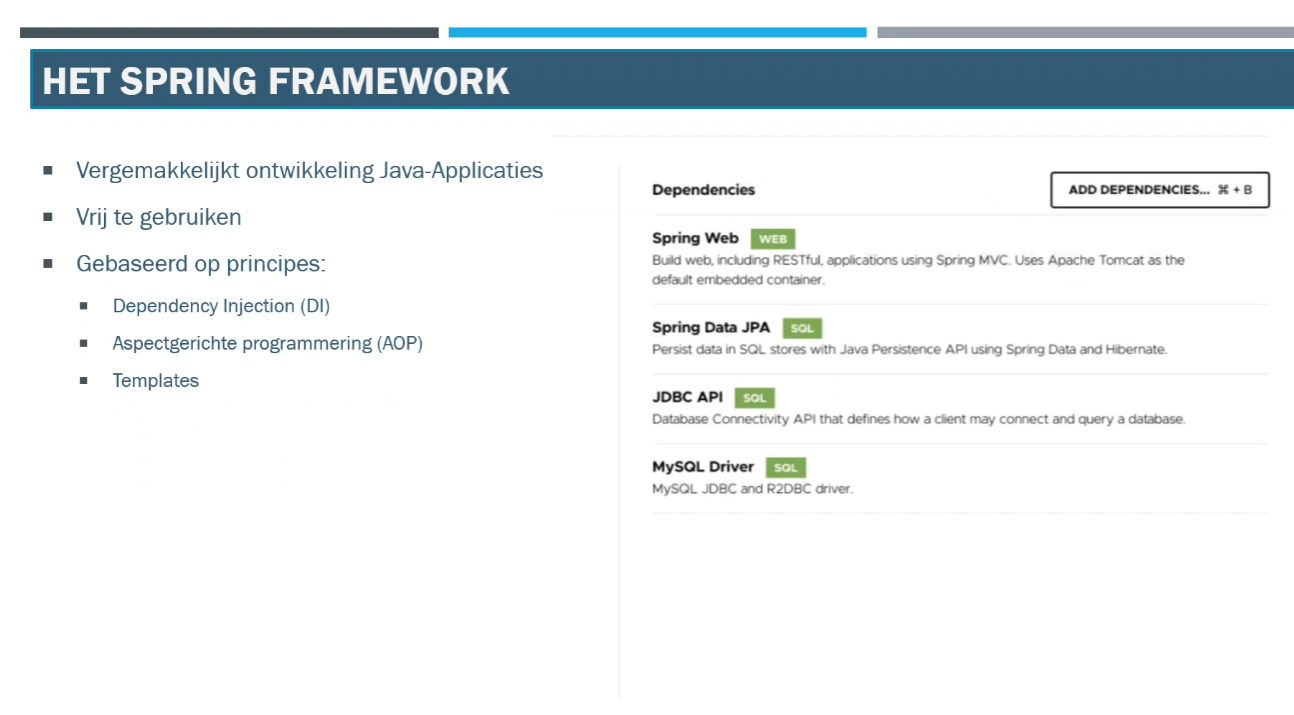 HET SPRING FRAMEWORK
Vergemakkelijkt ontwikkeling Java-Applicaties
Vrij te gebruiken
Gebaseerd op principes:
Dependency Injection (DI)
Aspectgerichte programmering (AOP)
Templates
Dependencies
ADD DEPENDENCIES... ⌘ + B
Spring Web WEB
Build web, including RESTful, applications using Spring MVC. Uses Apache Tomcat as the
default embedded container.
Spring Data JPA SQL
Persist data in SQL stores with Java Persistence API using Spring Data and Hibernate.
JDBC API SQL
Database Connectivity API that defines how a client may connect and query a database.
MySQL Driver SQL
MySQL JDBC and R2DBC driver.